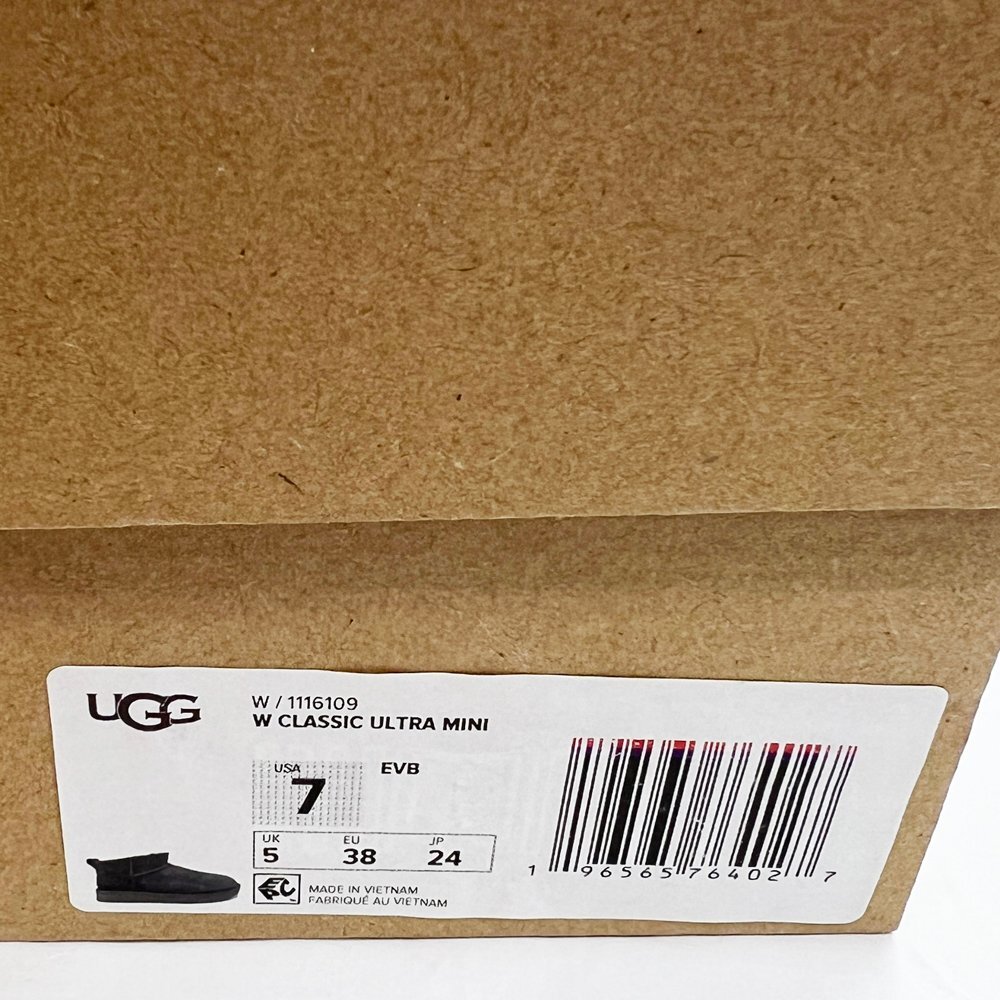 UGG
W / 1116109
W CLASSIC ULTRA MINI
USA
7
EVB
UK EU JP
5 38 24
MADE IN VIETNAM
FABRIQUÉ AU VIETNAM
1 96565 76402 7